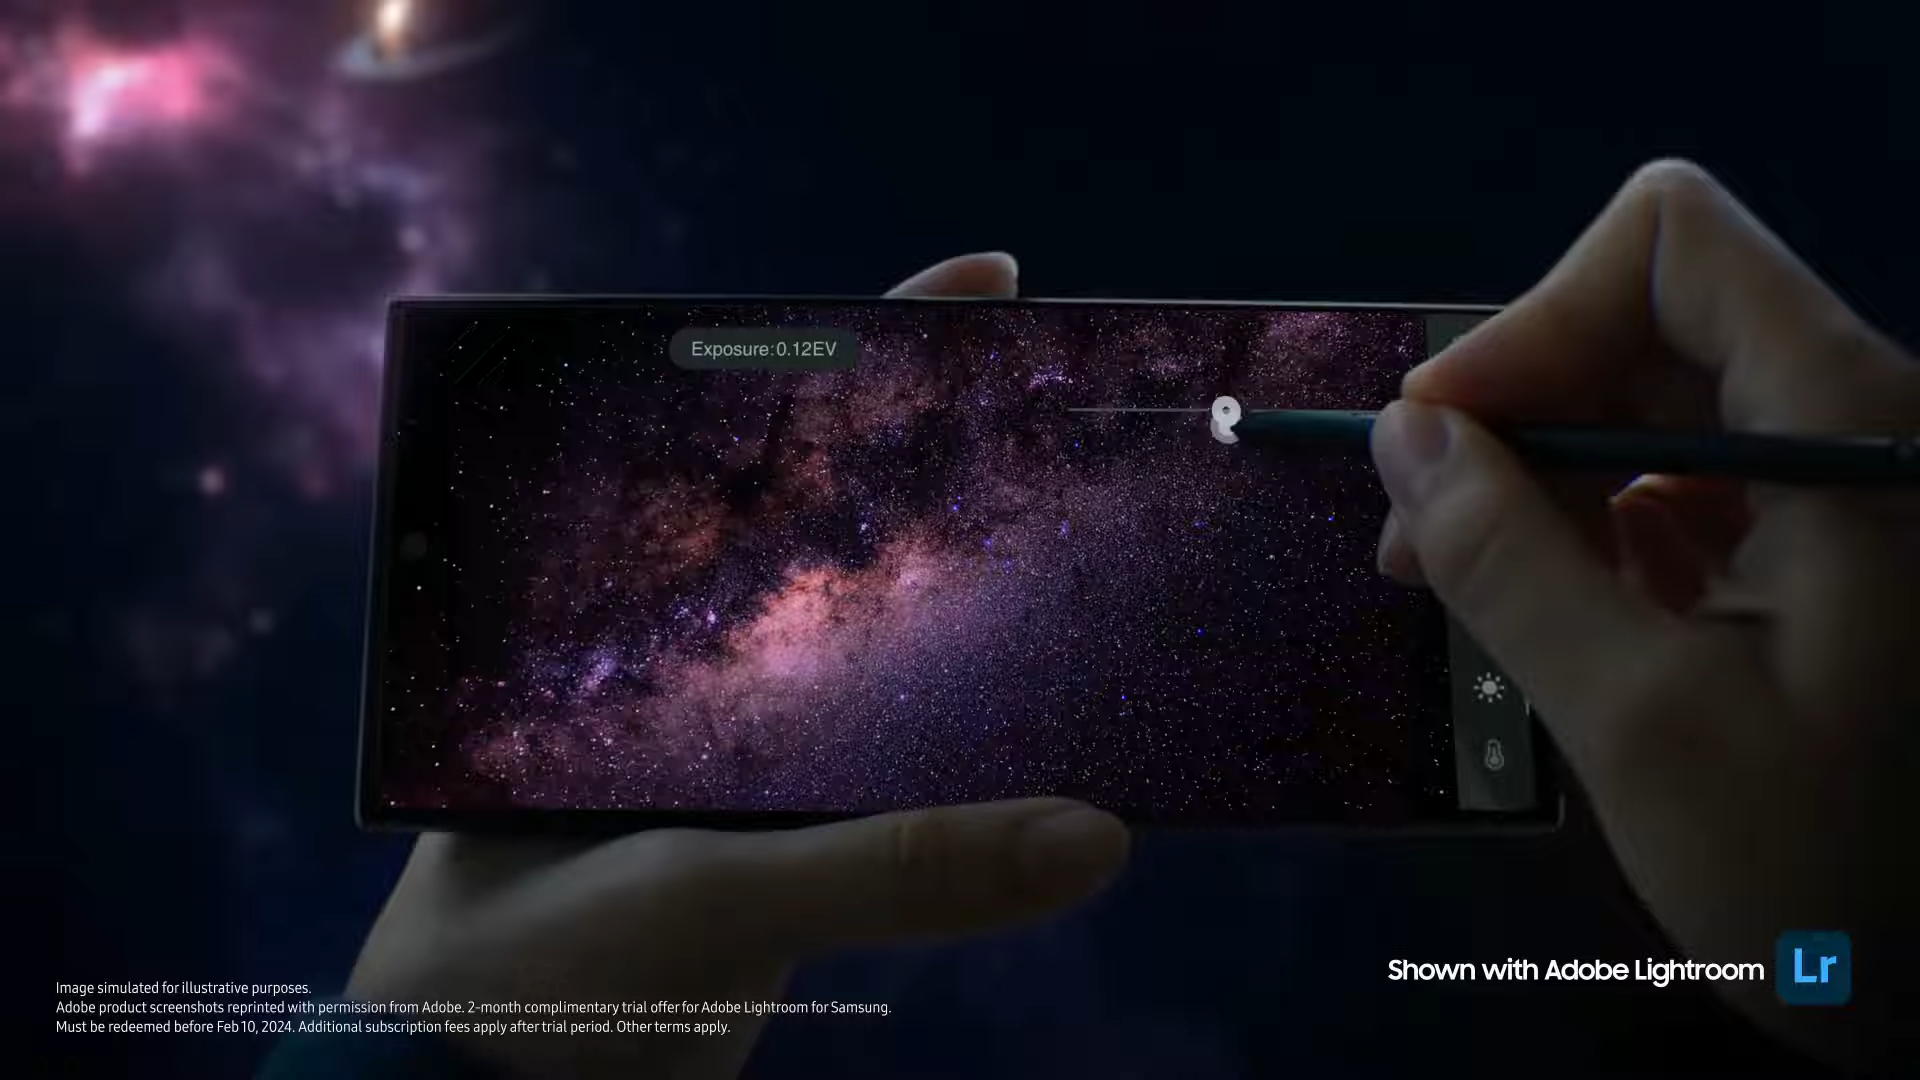 Exposure:0.12EV
Shown with Adobe Lightroom Lr
Image simulated for illustrative purposes.
Adobe product screenshots reprinted with permission from Adobe. 2-month complimentary trial offer for Adobe Lightroom for Samsung.
Must be redeemed before Feb 10, 2024. Additional subscription fees apply after trial period. Other terms apply.